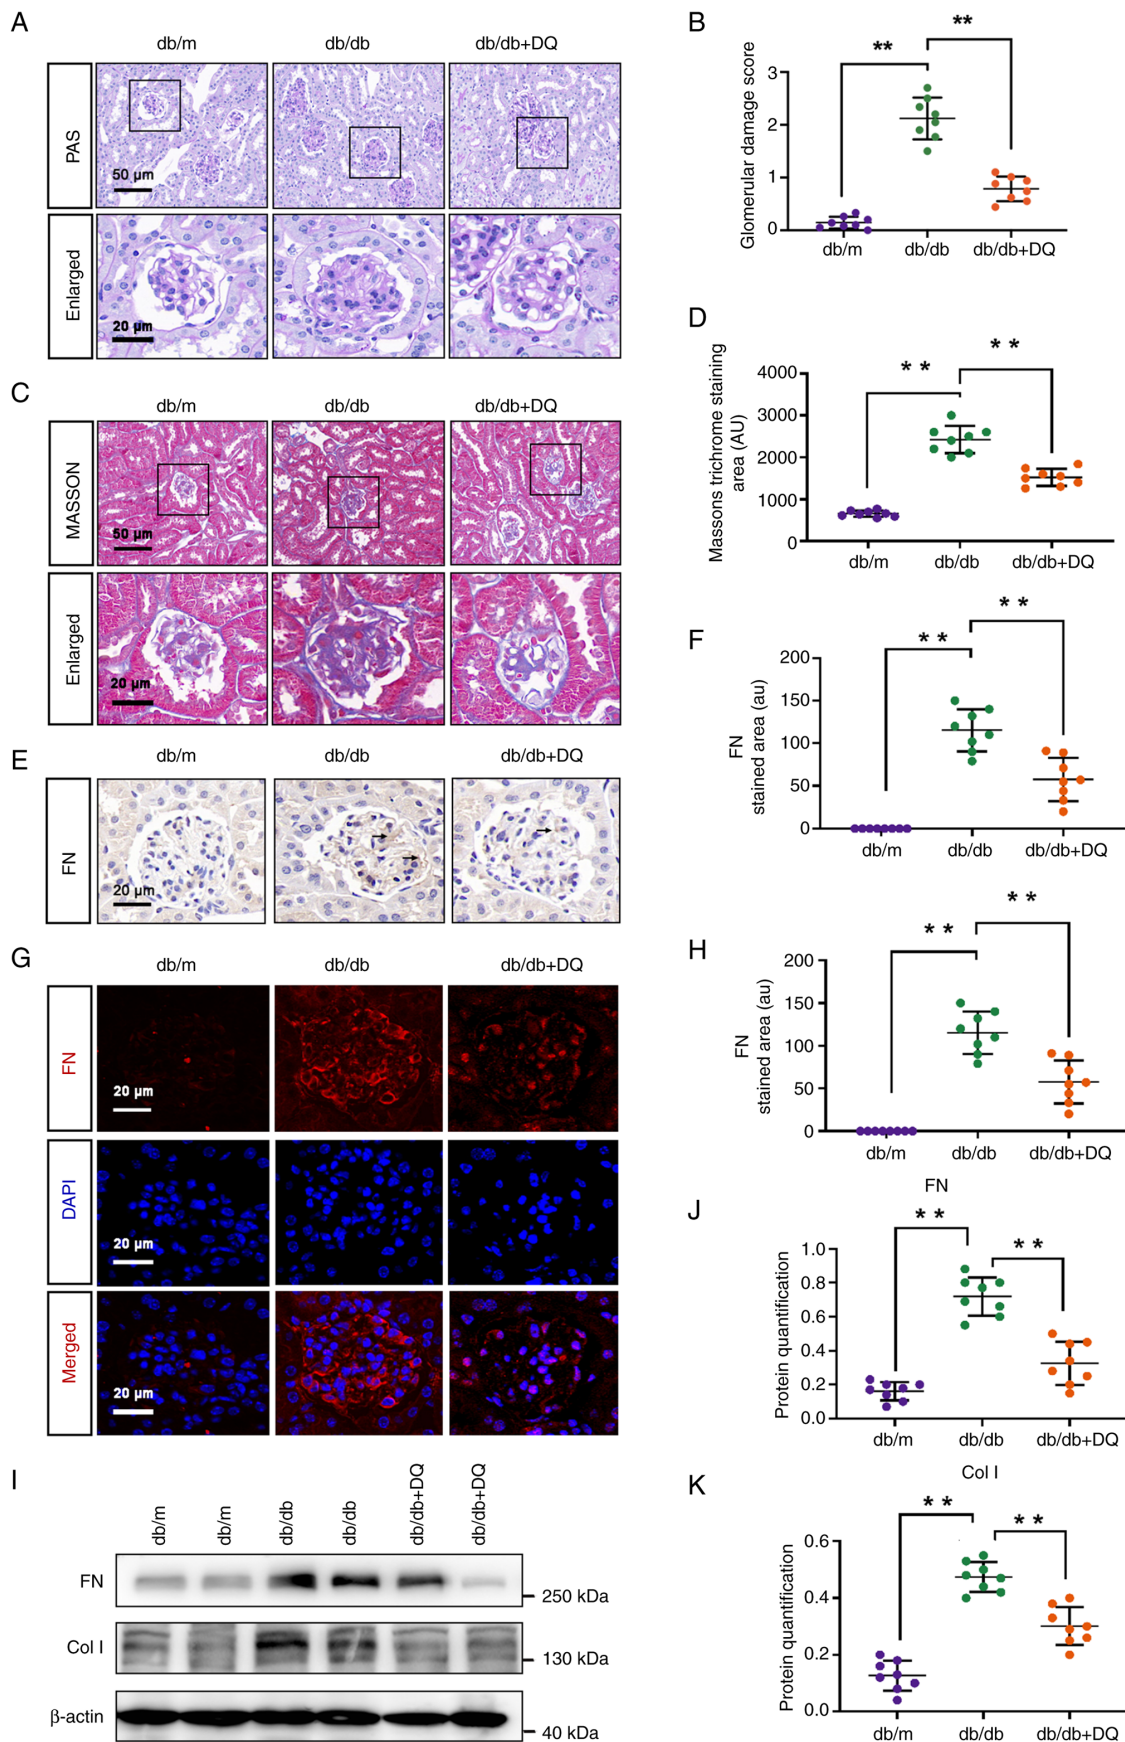 A
db/m
db/db
db/db+DQ
PAS
50 μm
Enlarged
20 μm
B
**
**
Glomerular damage score
3
2
1
0
db/m
db/db
db/db+DQ
C
db/m
db/db
db/db+DQ
MASSON
50 μm
Enlarged
20 μm
D
* *
* *
Massons trichrome staining
area (AU)
4000
3000
2000
1000
0
db/m
db/db
db/db+DQ
E
db/m
db/db
db/db+DQ
FN
20 μm
F
* *
* *
FN
stained area (au)
200
150
100
50
0
db/m
db/db
db/db+DQ
G
db/m
db/db
db/db+DQ
FN
20 μm
DAPI
20 μm
Merged
20 μm
H
* *
* *
FN
stained area (au)
200
150
100
50
0
db/m
db/db
db/db+DQ
I
db/m
db/m
db/db
db/db
db/db+DQ
db/db+DQ
FN
250 kDa
Col I
130 kDa
β-actin
40 kDa
J
FN
* *
* *
Protein quantification
1.0
0.8
0.6
0.4
0.2
0.0
db/m
db/db
db/db+DQ
K
Col I
* *
* *
Protein quantification
0.6
0.4
0.2
0.0
db/m
db/db
db/db+DQ